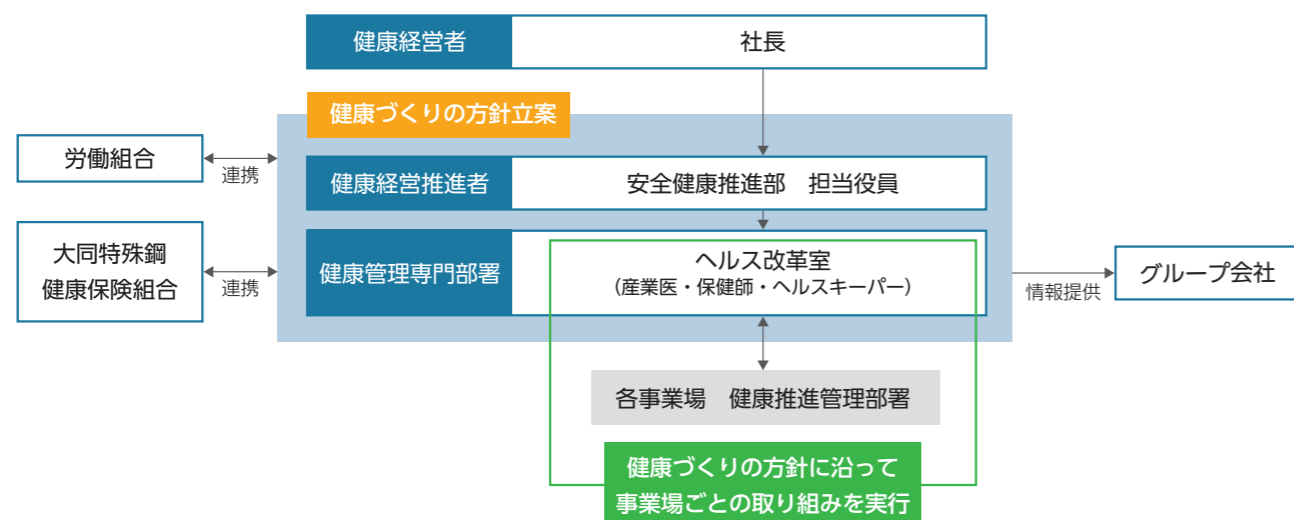 健康経営者 社長
健康づくりの方針立案
労働組合
連携
健康経営推進者 安全健康推進部 担当役員
大同特殊鋼
健康保険組合
連携
健康管理専門部署
ヘルス改革室
（産業医・保健師・ヘルスキーパー）
情報提供
グループ会社
各事業場 健康推進管理部署
健康づくりの方針に沿って
事業場ごとの取り組みを実行